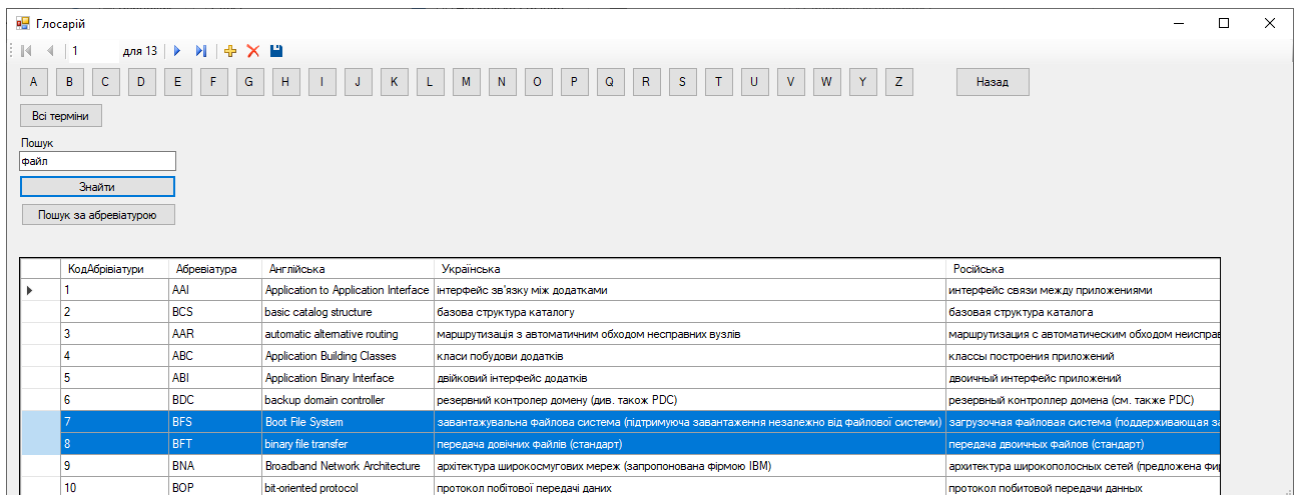 Глосарій
1 для 13
A B C D E F G H I J K L M N O P Q R S T U V W Y Z Назад
Всі терміни
Пошук
файл
Знайти
Пошук за абревіатурою
КодАбрівіатури Абревіатура Англійська Українська Російська
1 AAI Application to Application Interface інтерфейс зв'язку між додатками интерфейс связи между приложениями
2 BCS basic catalog structure базова структура каталогу базовая структура каталога
3 AAR automatic alternative routing маршрутизація з автоматичним обходом несправних вузлів маршрутизация с автоматическим обходом неисправ
4 ABC Application Building Classes класи побудови додатків классы построения приложений
5 ABI Application Binary Interface двійковий інтерфейс додатків двоичный интерфейс приложений
6 BDC backup domain controller резервний контролер домену (див. також PDC) резервный контроллер домена (см. также PDC)
7 BFS Boot File System завантажувальна файлова система (підтримуюча завантаження незалежно від файлової системи) загрузочная файловая система (поддерживающая за
8 BFT binary file transfer передача довічних файлів (стандарт) передача двоичных файлов (стандарт)
9 BNA Broadband Network Architecture архітектура широкосмугових мереж (запропонована фірмою IBM) архитектура широкополосных сетей (предложена фир
10 BOP bit-oriented protocol протокол побітової передачі даних протокол побитовой передачи данных